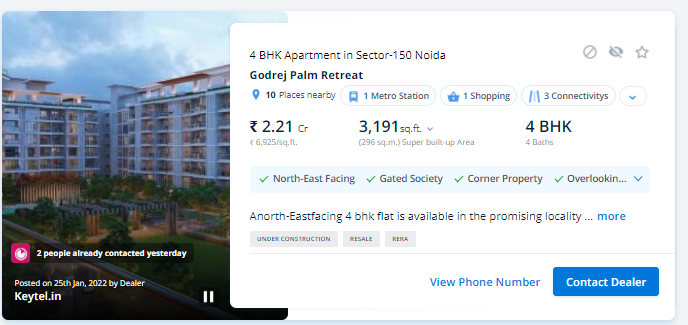 4 BHK Apartment in Sector-150 Noida
Godrej Palm Retreat
10 Places nearby
1 Metro Station
1 Shopping
3 Connectivitys
₹ 2.21 Cr
3,191 sq.ft.
4 BHK
₹ 6,925/sq.ft.
(296 sq.m.) Super built-up Area
4 Baths
North-East Facing
Gated Society
Corner Property
Overlookin...
Anorth-Eastfacing 4 bhk flat is available in the promising locality ... more
UNDER CONSTRUCTION
RESALE
RERA
2 people already contacted yesterday
Posted on 25th Jan, 2022 by Dealer
Keytel.in
View Phone Number
Contact Dealer